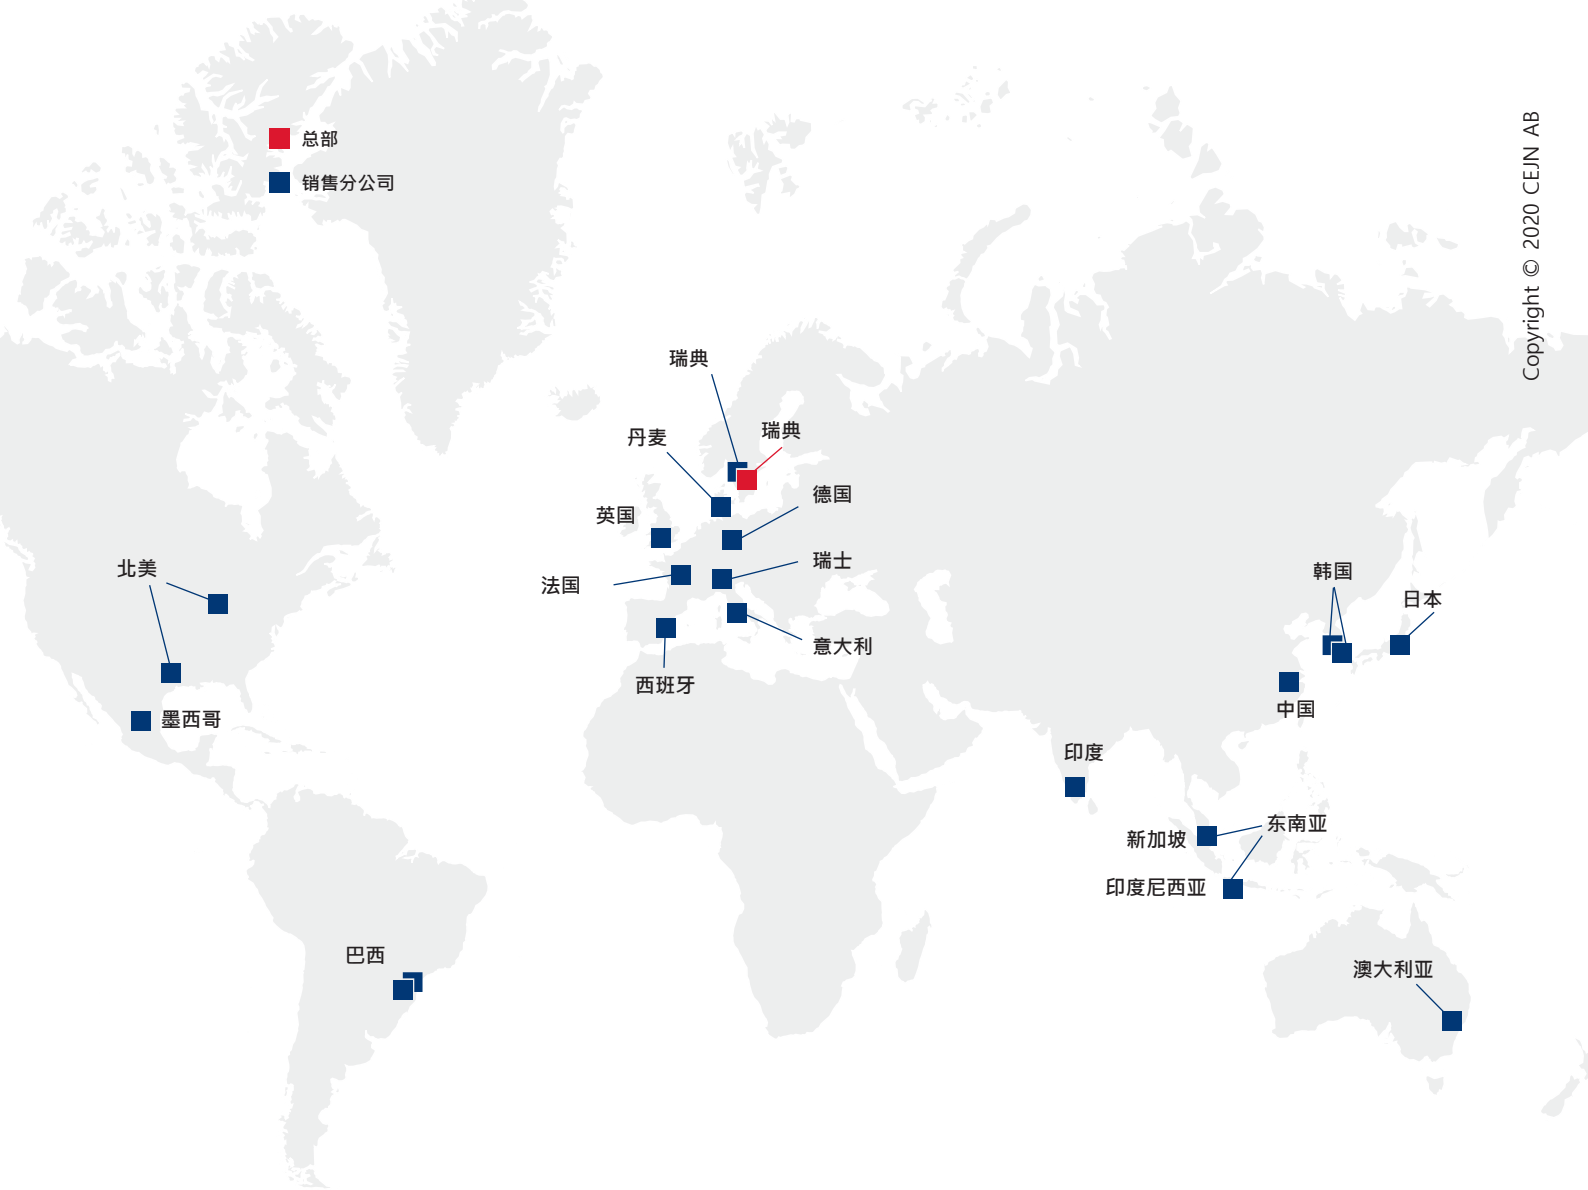 总部
销售分公司
Copyright © 2020 CEJN AB
瑞典
瑞典
丹麦
德国
英国
瑞士
法国
意大利
西班牙
北美
墨西哥
韩国
日本
中国
印度
东南亚
新加坡
印度尼西亚
巴西
澳大利亚